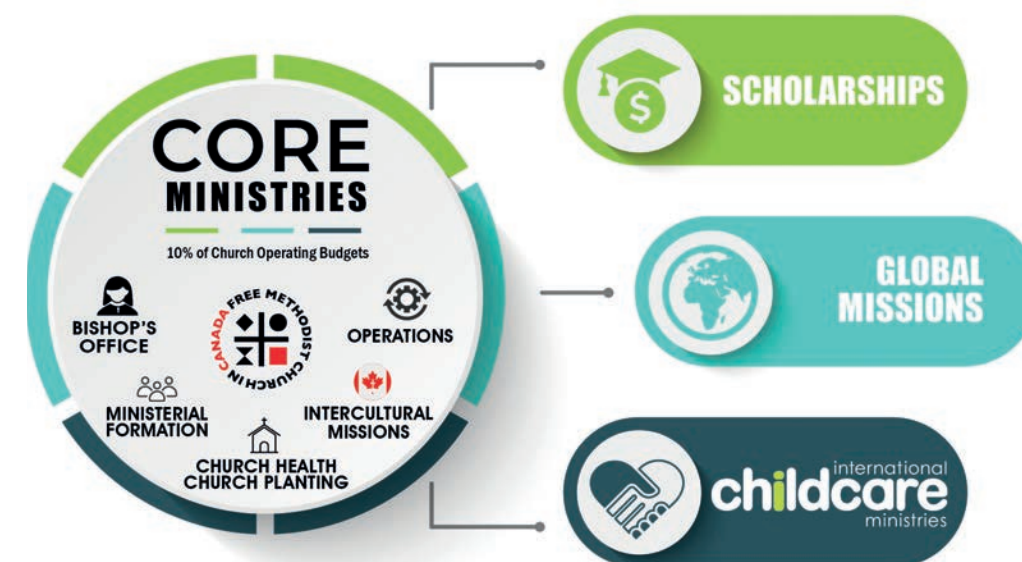 CORE
MINISTRIES
10% of Church Operating Budgets
BISHOP'S
OFFICE
FREE METHODIST CHURCH IN CANADA
OPERATIONS
MINISTERIAL
FORMATION
INTERCULTURAL
MISSIONS
CHURCH HEALTH
CHURCH PLANTING
$
SCHOLARSHIPS
GLOBAL
MISSIONS
international
childcare
ministries